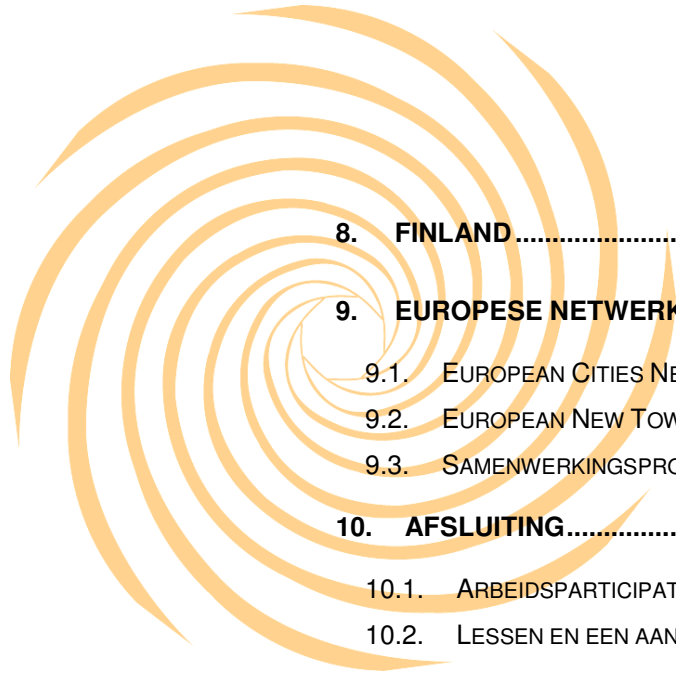 8. FINLAND......................
9. EUROPESE NETWERK
9.1. EUROPEAN CITIES NE
9.2. EUROPEAN NEW TOW
9.3. SAMENWERKINGSPRO
10. AFSLUITING................
10.1. ARBEIDSPARTICIPAT
10.2. LESSEN EN EEN AAN